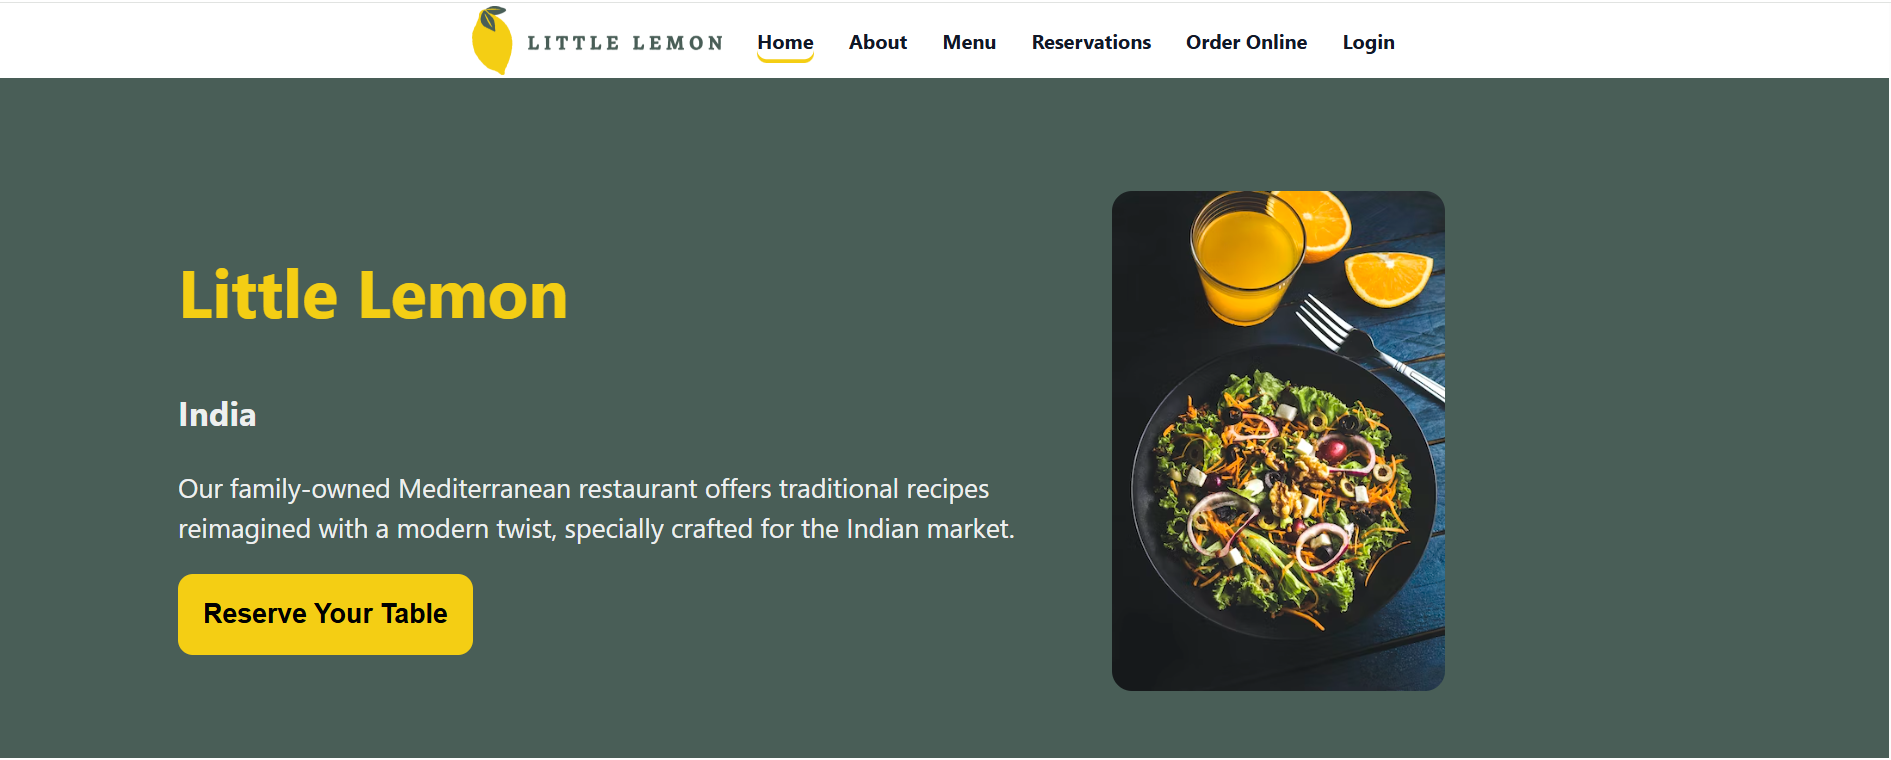 LITTLE LEMON Home About Menu Reservations Order Online Login
Little Lemon
India
Our family-owned Mediterranean restaurant offers traditional recipes
reimagined with a modern twist, specially crafted for the Indian market.
Reserve Your Table